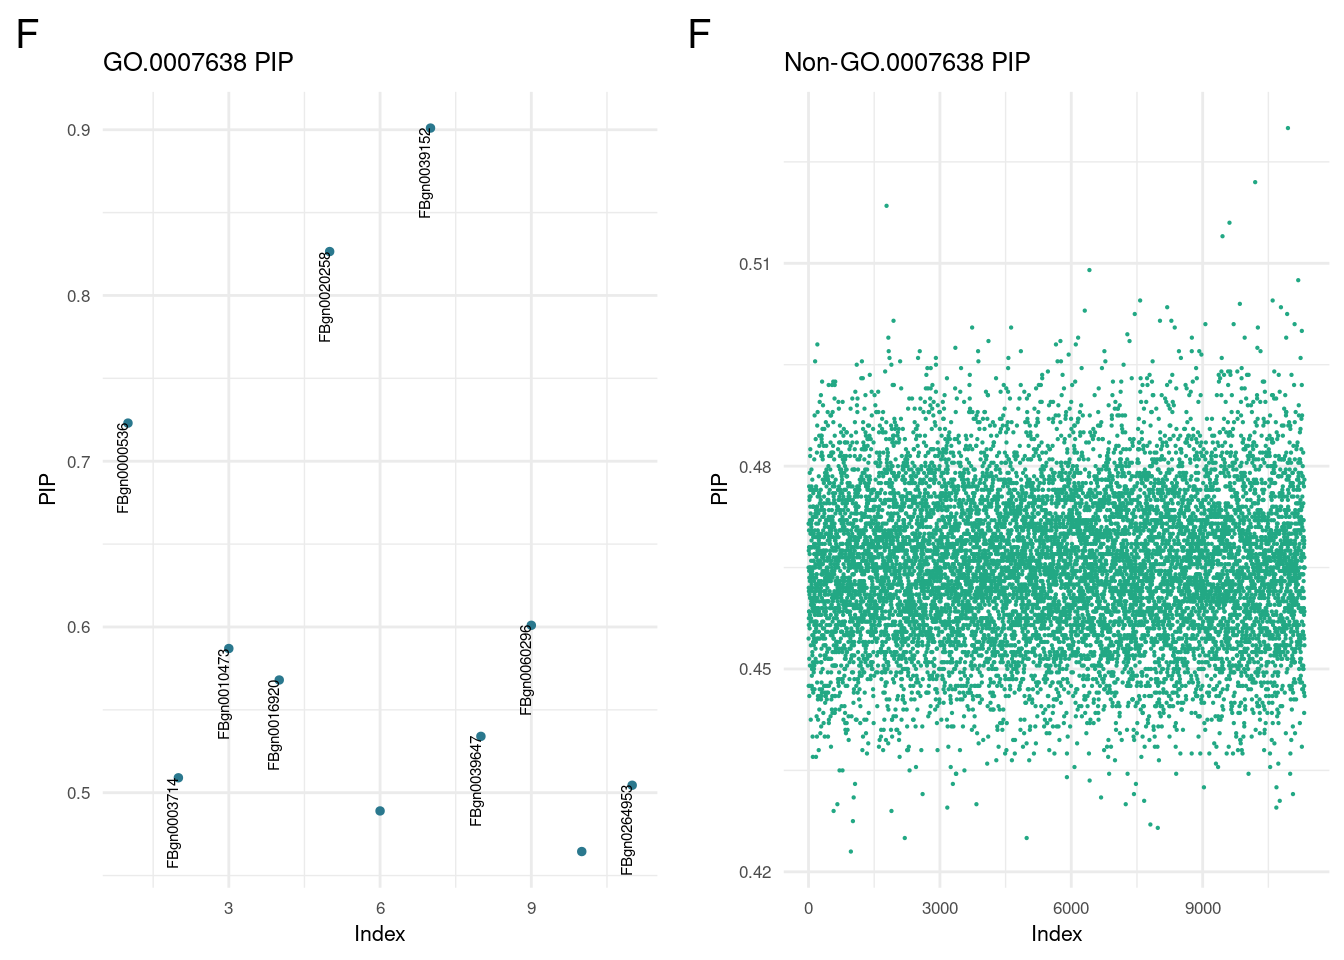 F
GO.0007638 PIP
0.9
0.8
0.7
0.6
0.5
PIP
FBgn0000536
FBgn0003714
FBgn0010473
FBgn0016920
FBgn0020258
FBgn0039152
FBgn0039647
FBgn0060296
FBgn0264953
3
6
9
Index
F
Non-GO.0007638 PIP
0.51
0.48
0.45
0.42
PIP
0
3000
6000
9000
Index